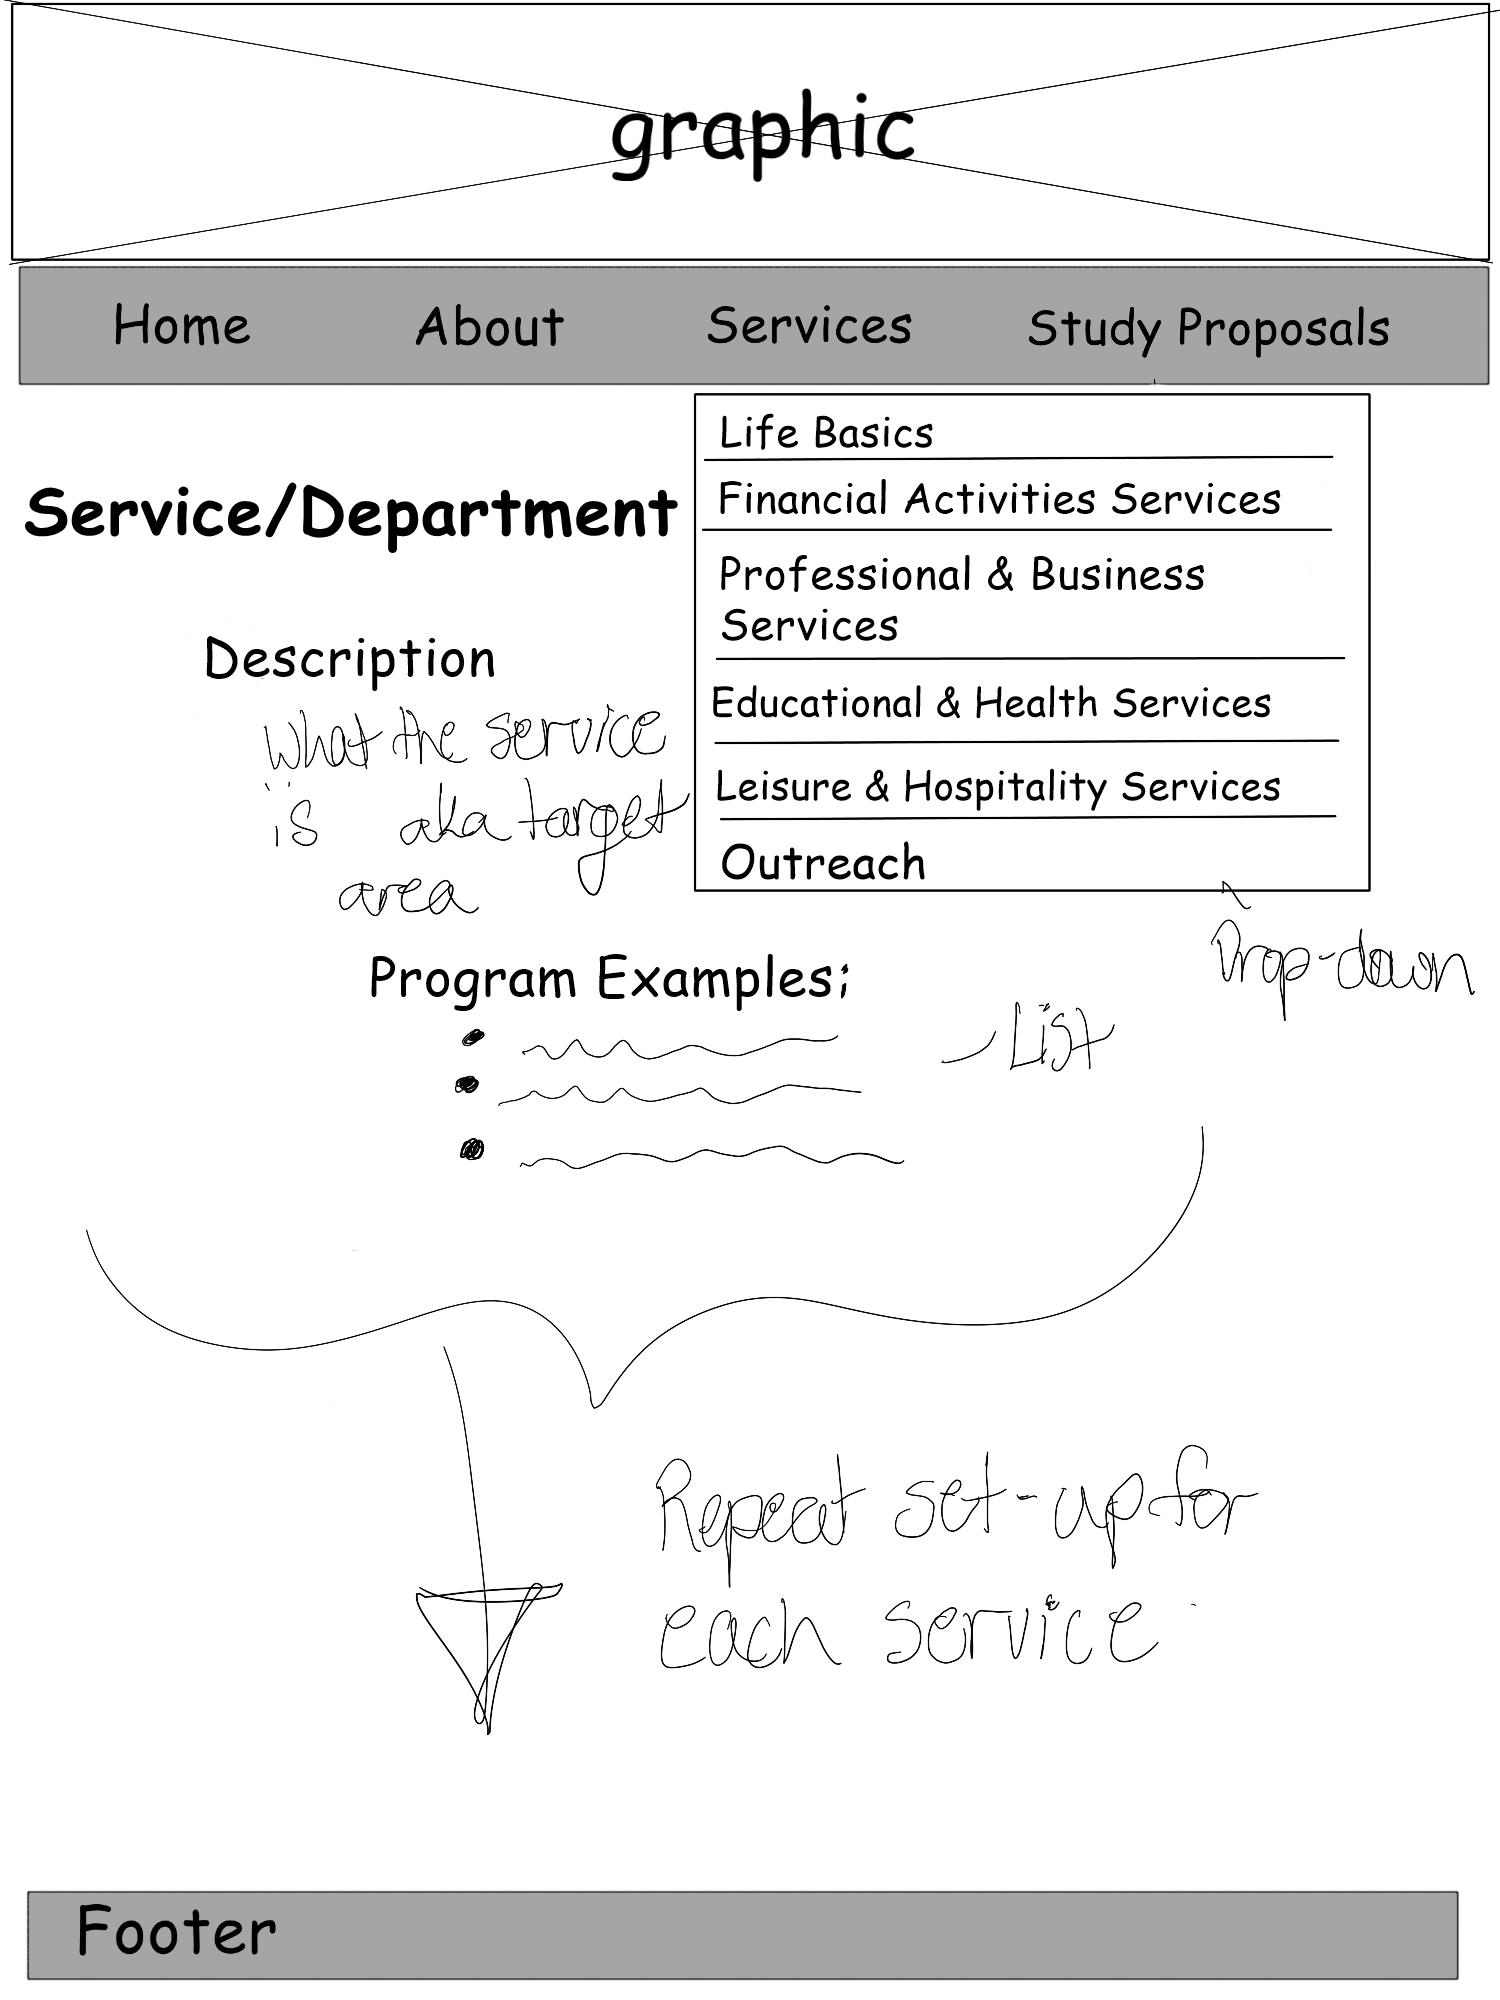 graphic
Home About Services Study Proposals
Life Basics
Financial Activities Services
Professional & Business
Services
Educational & Health Services
Leisure & Hospitality Services
Outreach
Drop-down
Service/Department
Description
What the service
is aka target
area
Program Examples:
List
Repeat set-up for
each service
Footer